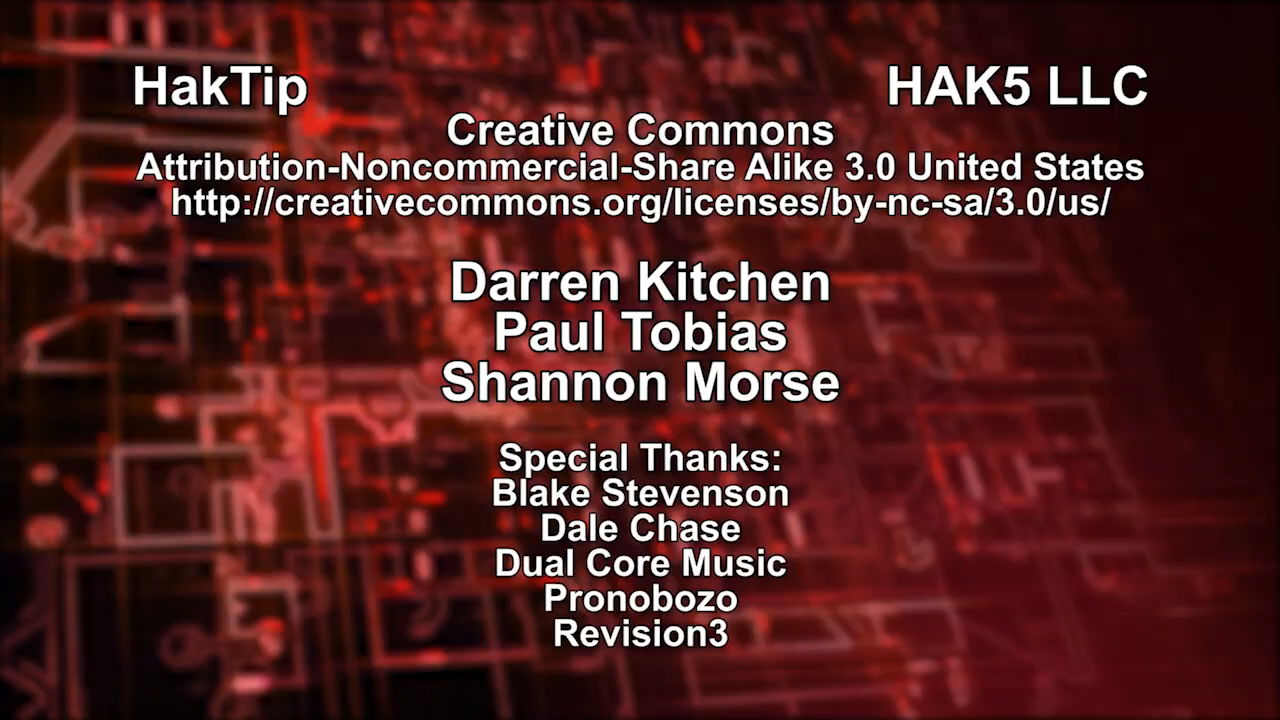 HakTip HAK5 LLC
Creative Commons
Attribution-Noncommercial-Share Alike 3.0 United States
http://creativecommons.org/licenses/by-nc-sa/3.0/us/
Darren Kitchen
Paul Tobias
Shannon Morse
Special Thanks:
Blake Stevenson
Dale Chase
Dual Core Music
Pronobozo
Revision3